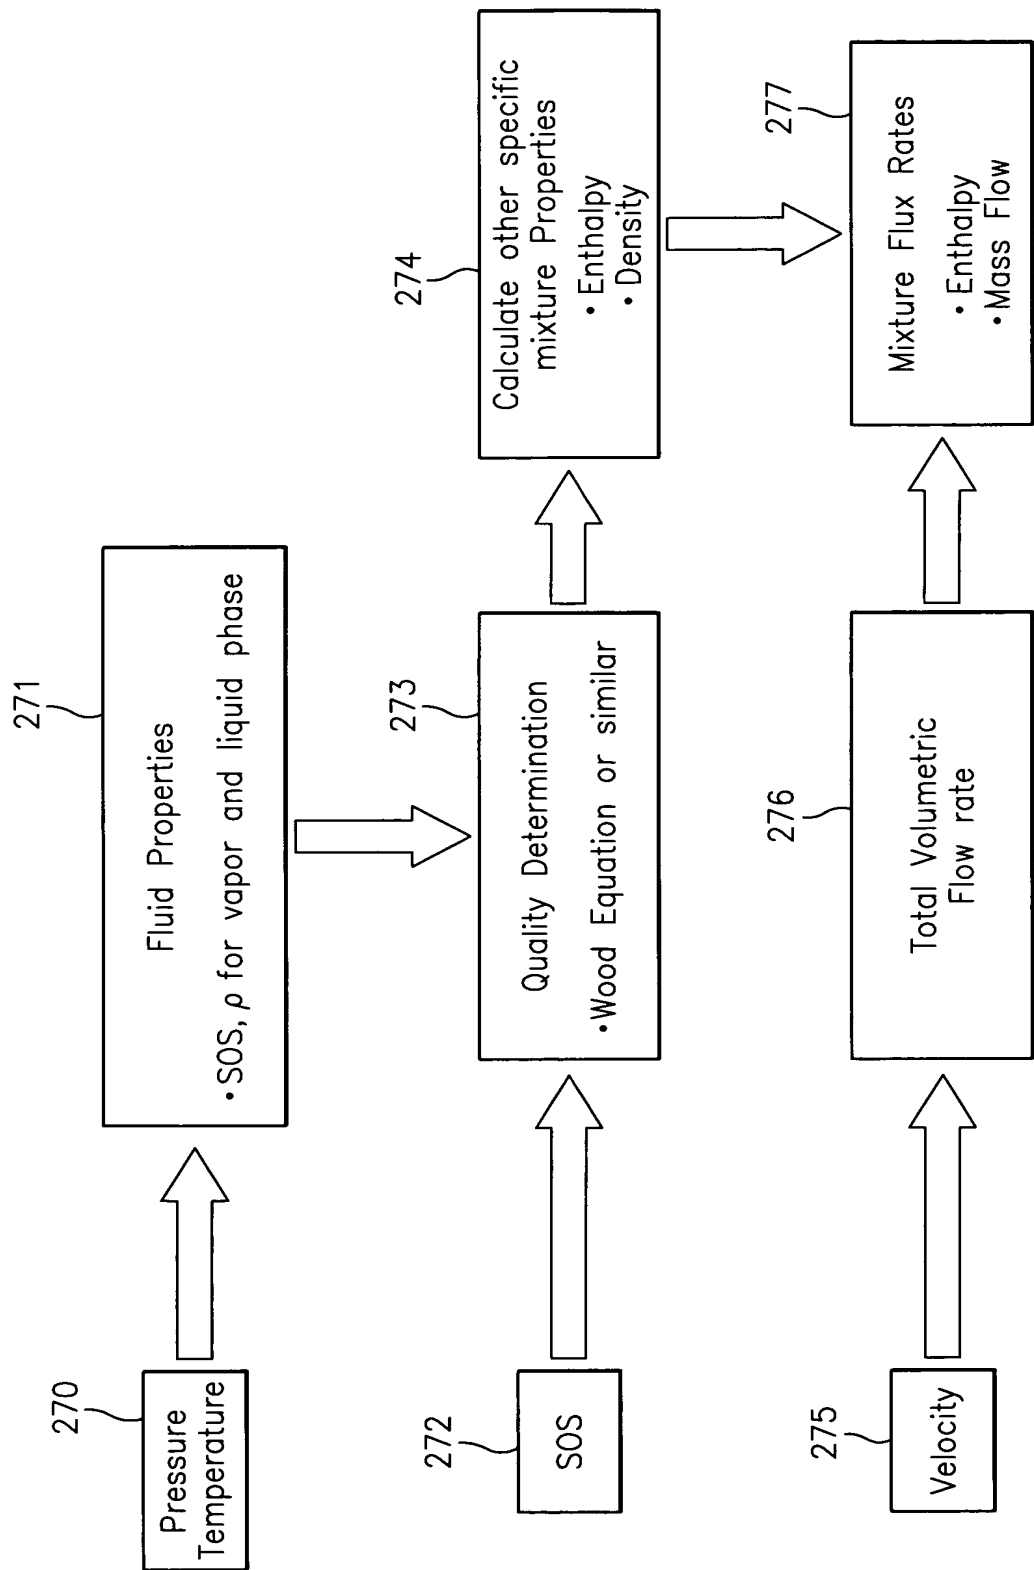 270
Pressure
Temperature
271
Fluid Properties
• SOS, ρ for vapor and liquid phase
272
SOS
273
Quality Determination
• Wood Equation or similar
274
Calculate other specific
mixture Properties
• Enthalpy
• Density
275
Velocity
276
Total Volumetric
Flow rate
277
Mixture Flux Rates
• Enthalpy
• Mass Flow